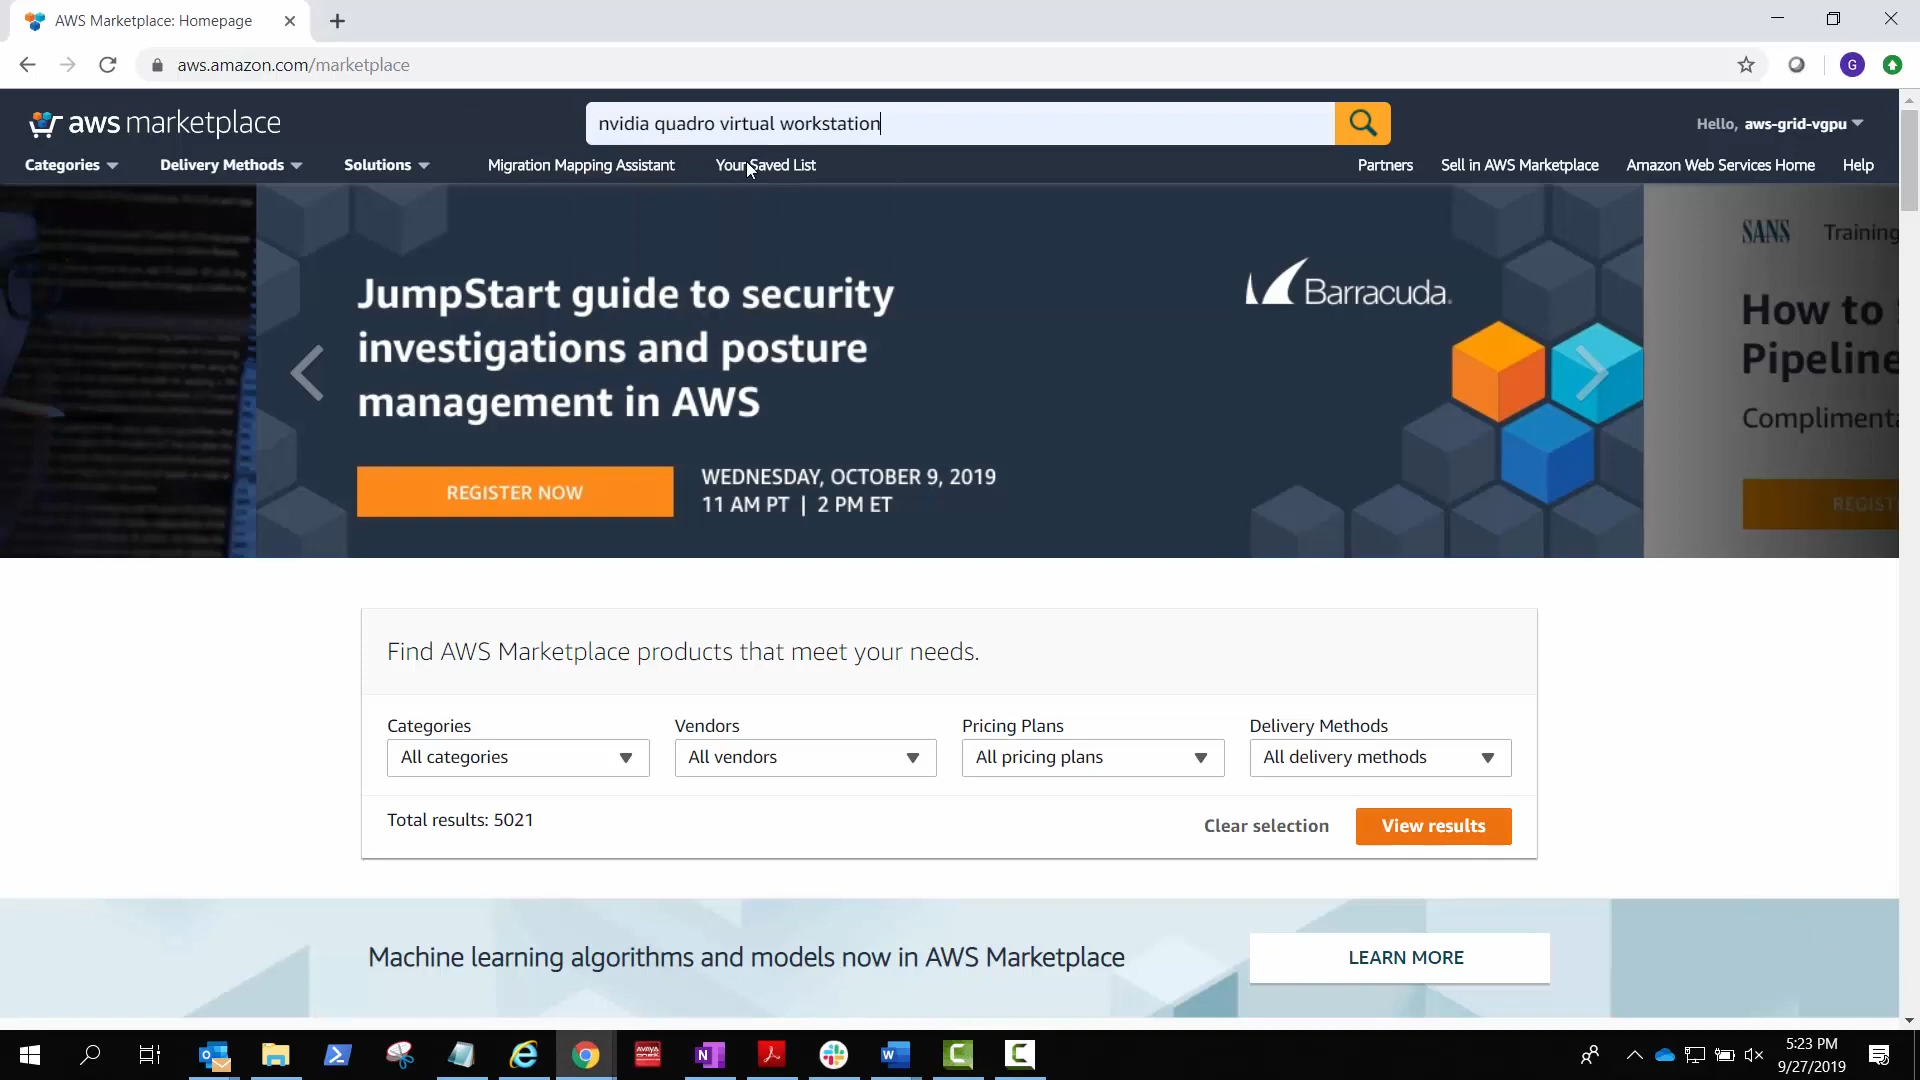 AWS Marketplace: Homepage
aws.amazon.com/marketplace
G
aws marketplace
nvidia quadro virtual workstation
Hello, aws-grid-vgpu
Categories
Delivery Methods
Solutions
Migration Mapping Assistant
Your Saved List
Partners
Sell in AWS Marketplace
Amazon Web Services Home
Help
JumpStart guide to security
investigations and posture
management in AWS
REGISTER NOW
WEDNESDAY, OCTOBER 9, 2019
11 AM PT | 2 PM ET
Barracuda
SANS Training
How to
Pipeline
Complimenta
REGIST
Find AWS Marketplace products that meet your needs.
Categories
Vendors
Pricing Plans
Delivery Methods
All categories
All vendors
All pricing plans
All delivery methods
Total results: 5021
Clear selection
View results
Machine learning algorithms and models now in AWS Marketplace
LEARN MORE
5:23 PM
9/27/2019